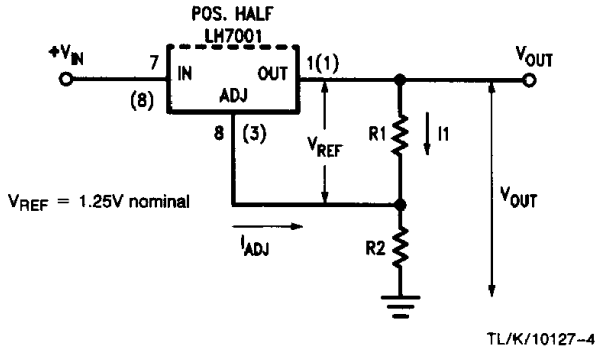 POS. HALF
LH7001
+VIN
7
IN
OUT
1(1)
VOUT
(8)
ADJ
8
(3)
VREF
R1
I1
VREF = 1.25V nominal
VOUT
IADJ
R2
TL/K/10127-4